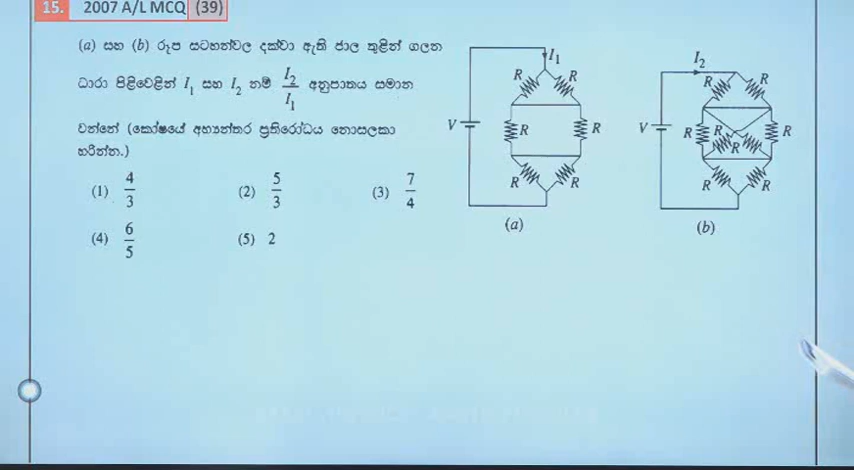 15. 2007 A/L MCQ (39)
(a) සහ (b) රූප සටහන්වල දක්වා ඇති ජාල තුළින් ගලන
ධාරා පිළිවෙළින් I₁ සහ I₂ නම් I₂/I₁ අනුපාතය සමාන
වන්නේ (කෝෂයේ අභ්‍යන්තර ප්‍රතිරෝධය නොසලකා
හරින්න.)
(1) 4/3 (2) 5/3 (3) 7/4
(4) 6/5 (5) 2
I₁
R R
V R R
R R
(a)
I₂
R R
V R R R R
R R
(b)